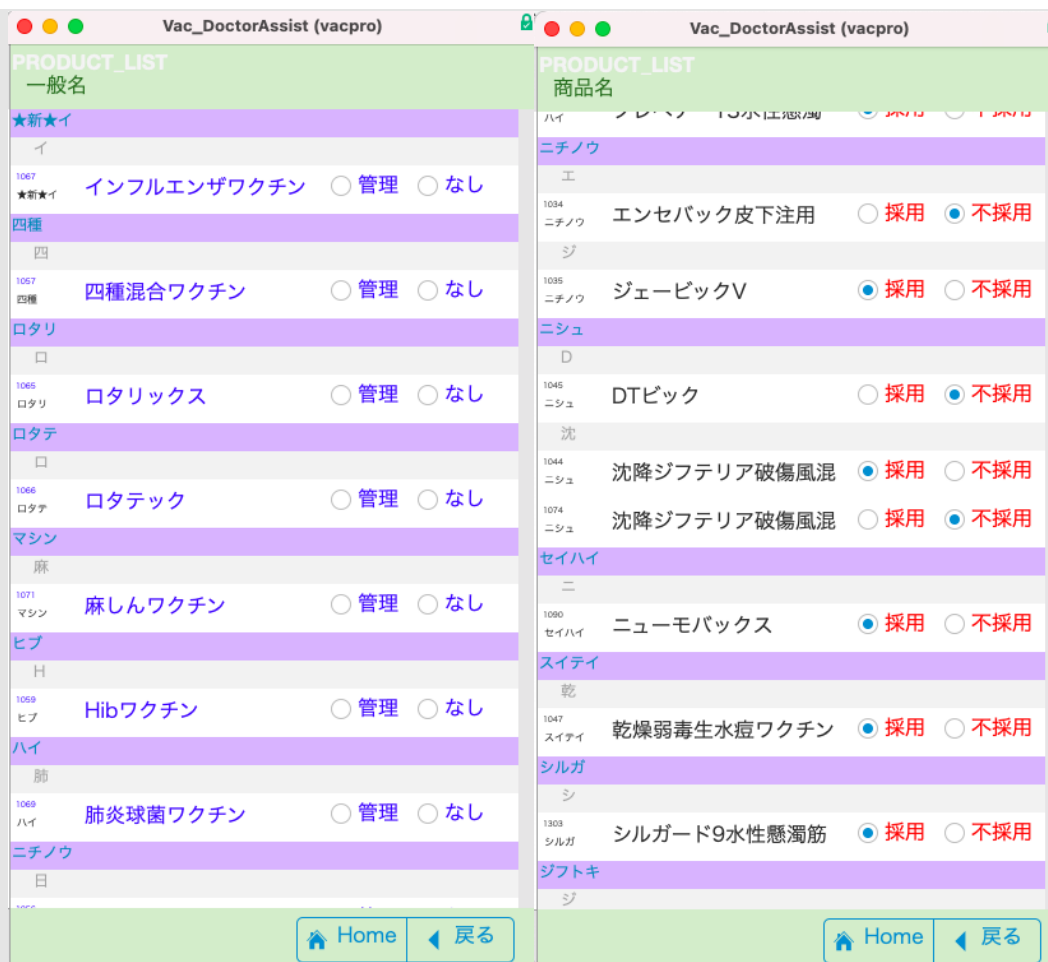 Vac_DoctorAssist (vacpro)
PRODUCT_LIST
一般名
★新★イ
イ
1067
★新★イ
インフルエンザワクチン 管理 なし
四種
四
1057
四種
四種混合ワクチン 管理 なし
ロタリ
ロ
1065
ロタリ
ロタリックス 管理 なし
ロタテ
ロ
1066
ロタテ
ロタテック 管理 なし
マシン
麻
1071
マシン
麻しんワクチン 管理 なし
ヒブ
H
1059
ヒブ
Hibワクチン 管理 なし
ハイ
肺
1069
ハイ
肺炎球菌ワクチン 管理 なし
ニチノウ
日
Home 戻る
Vac_DoctorAssist (vacpro)
PRODUCT_LIST
商品名
ハイ
ニチノウ
エ
1034
ニチノウ
エンセバック皮下注用 採用 不採用
ジ
1035
ニチノウ
ジェービックV 採用 不採用
ニシュ
D
1045
ニシュ
DTビック 採用 不採用
沈
1044
ニシュ
沈降ジフテリア破傷風混 採用 不採用
1074
ニシュ
沈降ジフテリア破傷風混 採用 不採用
セイハイ
ニ
1090
セイハイ
ニューモバックス 採用 不採用
スイテイ
乾
1047
スイテイ
乾燥弱毒生水痘ワクチン 採用 不採用
シルガ
シ
1303
シルガ
シルガード9水性懸濁筋 採用 不採用
ジフトキ
ジ
Home 戻る